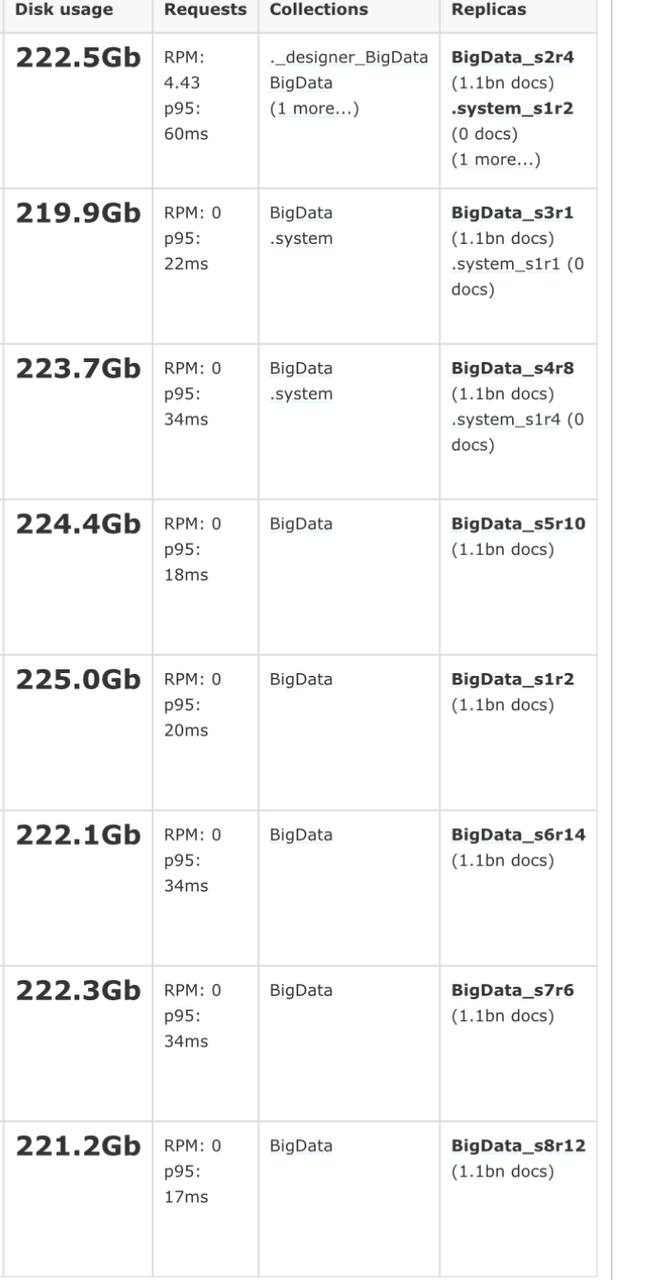 Disk usage Requests Collections Replicas
222.5Gb RPM: ._designer_BigData BigData_s2r4
4.43 BigData (1.1bn docs)
p95: (1 more...) .system_s1r2
60ms (0 docs)
(1 more...)
219.9Gb RPM: 0 BigData BigData_s3r1
p95: .system (1.1bn docs)
22ms .system_s1r1 (0
docs)
223.7Gb RPM: 0 BigData BigData_s4r8
p95: .system (1.1bn docs)
34ms .system_s1r4 (0
docs)
224.4Gb RPM: 0 BigData BigData_s5r10
p95: (1.1bn docs)
18ms
225.0Gb RPM: 0 BigData BigData_s1r2
p95: (1.1bn docs)
20ms
222.1Gb RPM: 0 BigData BigData_s6r14
p95: (1.1bn docs)
34ms
222.3Gb RPM: 0 BigData BigData_s7r6
p95: (1.1bn docs)
34ms
221.2Gb RPM: 0 BigData BigData_s8r12
p95: (1.1bn docs)
17ms